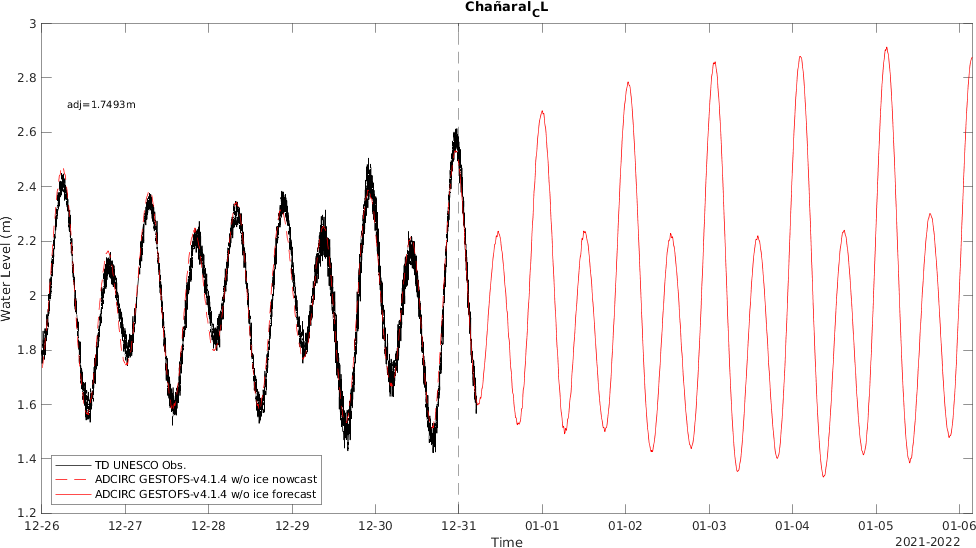 Chañaral_CL
3
2.8
adj=1.7493m
2.6
2.4
2.2
2
1.8
1.6
1.4
1.2
Water Level (m)
TD UNESCO Obs.
ADCIRC GESTOFS-v4.1.4 w/o ice nowcast
ADCIRC GESTOFS-v4.1.4 w/o ice forecast
12-26 12-27 12-28 12-29 12-30 12-31 01-01 01-02 01-03 01-04 01-05 01-06
Time
2021-2022